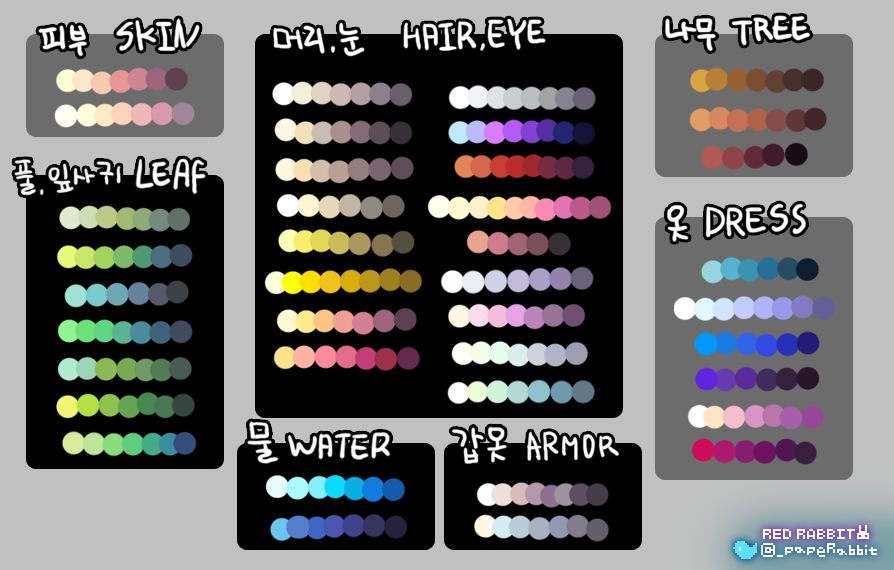 피부 SKIN
머리.눈 HAIR,EYE
나무 TREE
풀.잎사귀 LEAF
옷 DRESS
물 WATER
갑옷 ARMOR
RED RABBIT
@_papeRabbit